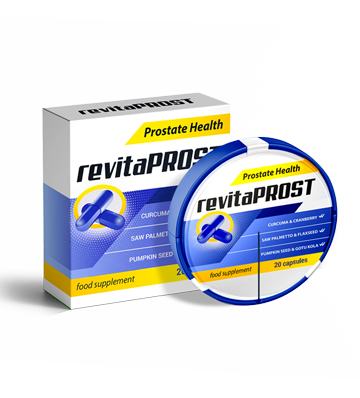 Prostate Health
revitaPROST
CURCUMA
SAW PALMETTO
PUMPKIN SEED
20
food supplement
Prostate Health
revitaPROST
CURCUMA & CRANBERRY
SAW PALMETTO & FLAXSEED
PUMPKIN SEED & GOTU KOLA
20 capsules
food supplement